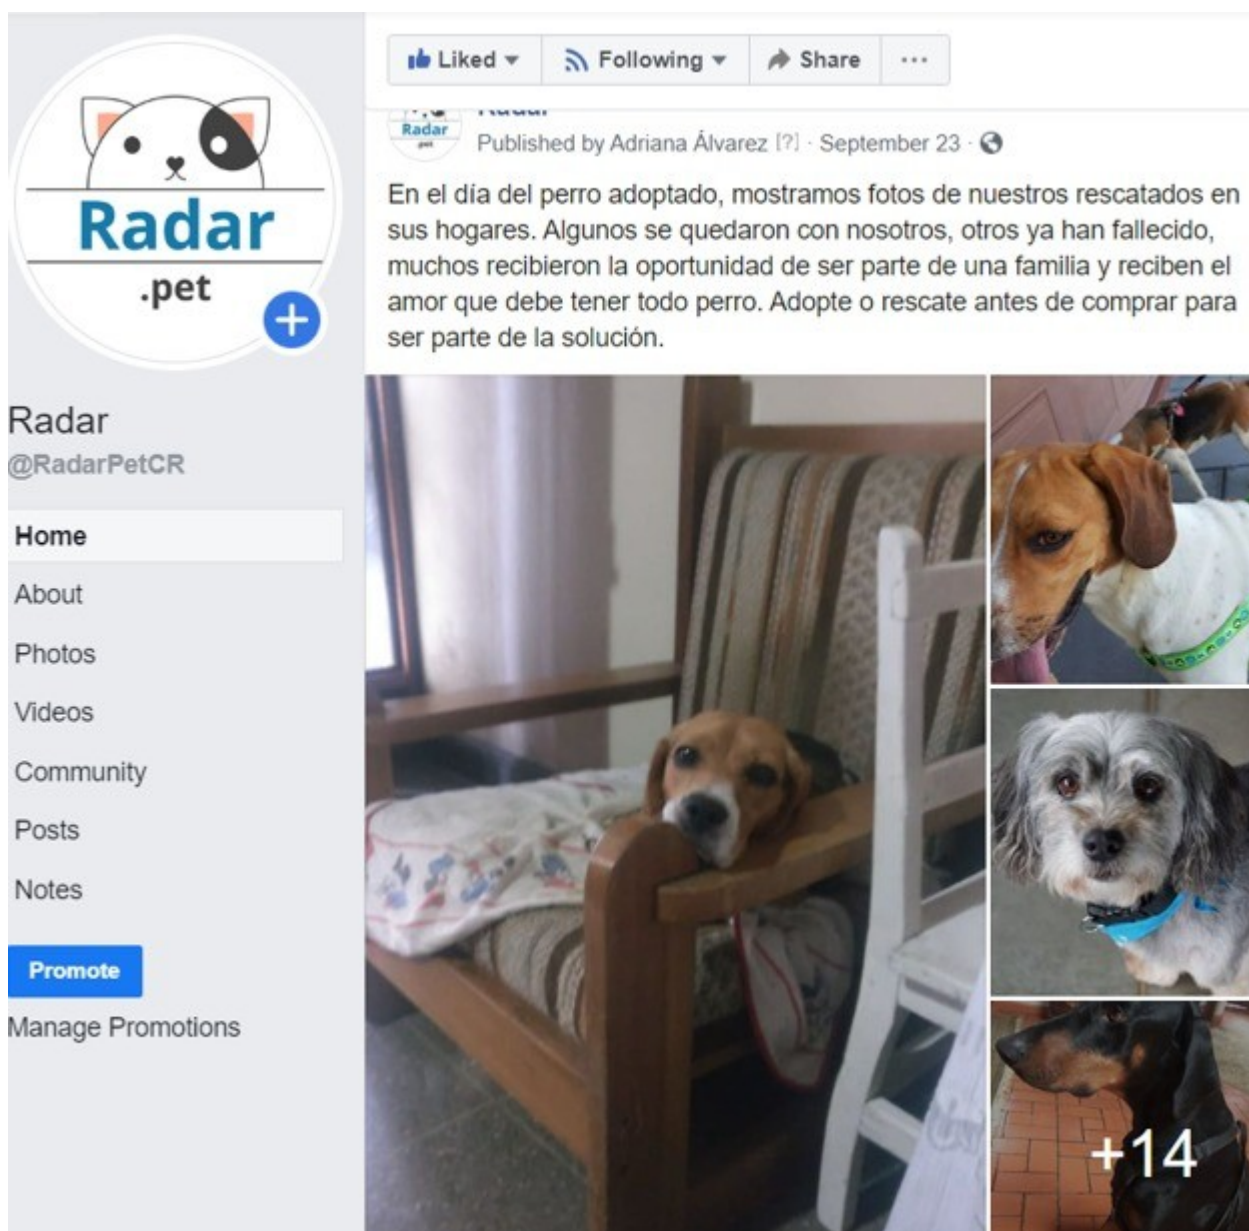 Radar
.pet
Radar
@RadarPetCR
Home
About
Photos
Videos
Community
Posts
Notes
Promote
Manage Promotions
Liked
Following
Share
Radar
.pet
Radar
Published by Adriana Álvarez [?] · September 23 ·
En el día del perro adoptado, mostramos fotos de nuestros rescatados en
sus hogares. Algunos se quedaron con nosotros, otros ya han fallecido,
muchos recibieron la oportunidad de ser parte de una familia y reciben el
amor que debe tener todo perro. Adopte o rescate antes de comprar para
ser parte de la solución.
+14